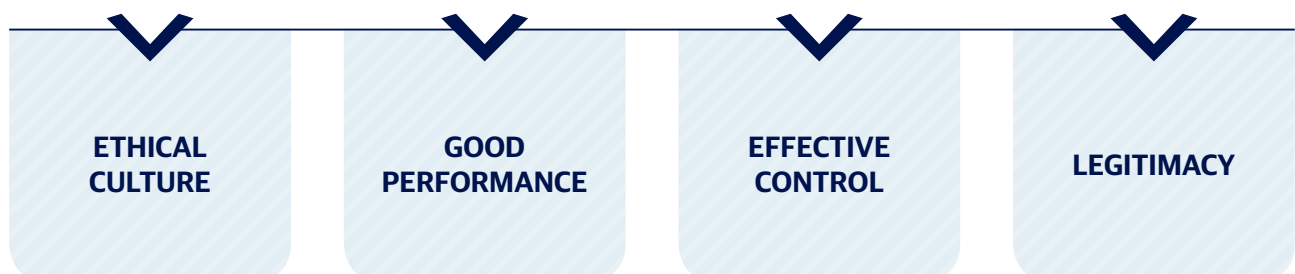 ETHICAL
CULTURE
GOOD
PERFORMANCE
EFFECTIVE
CONTROL
LEGITIMACY